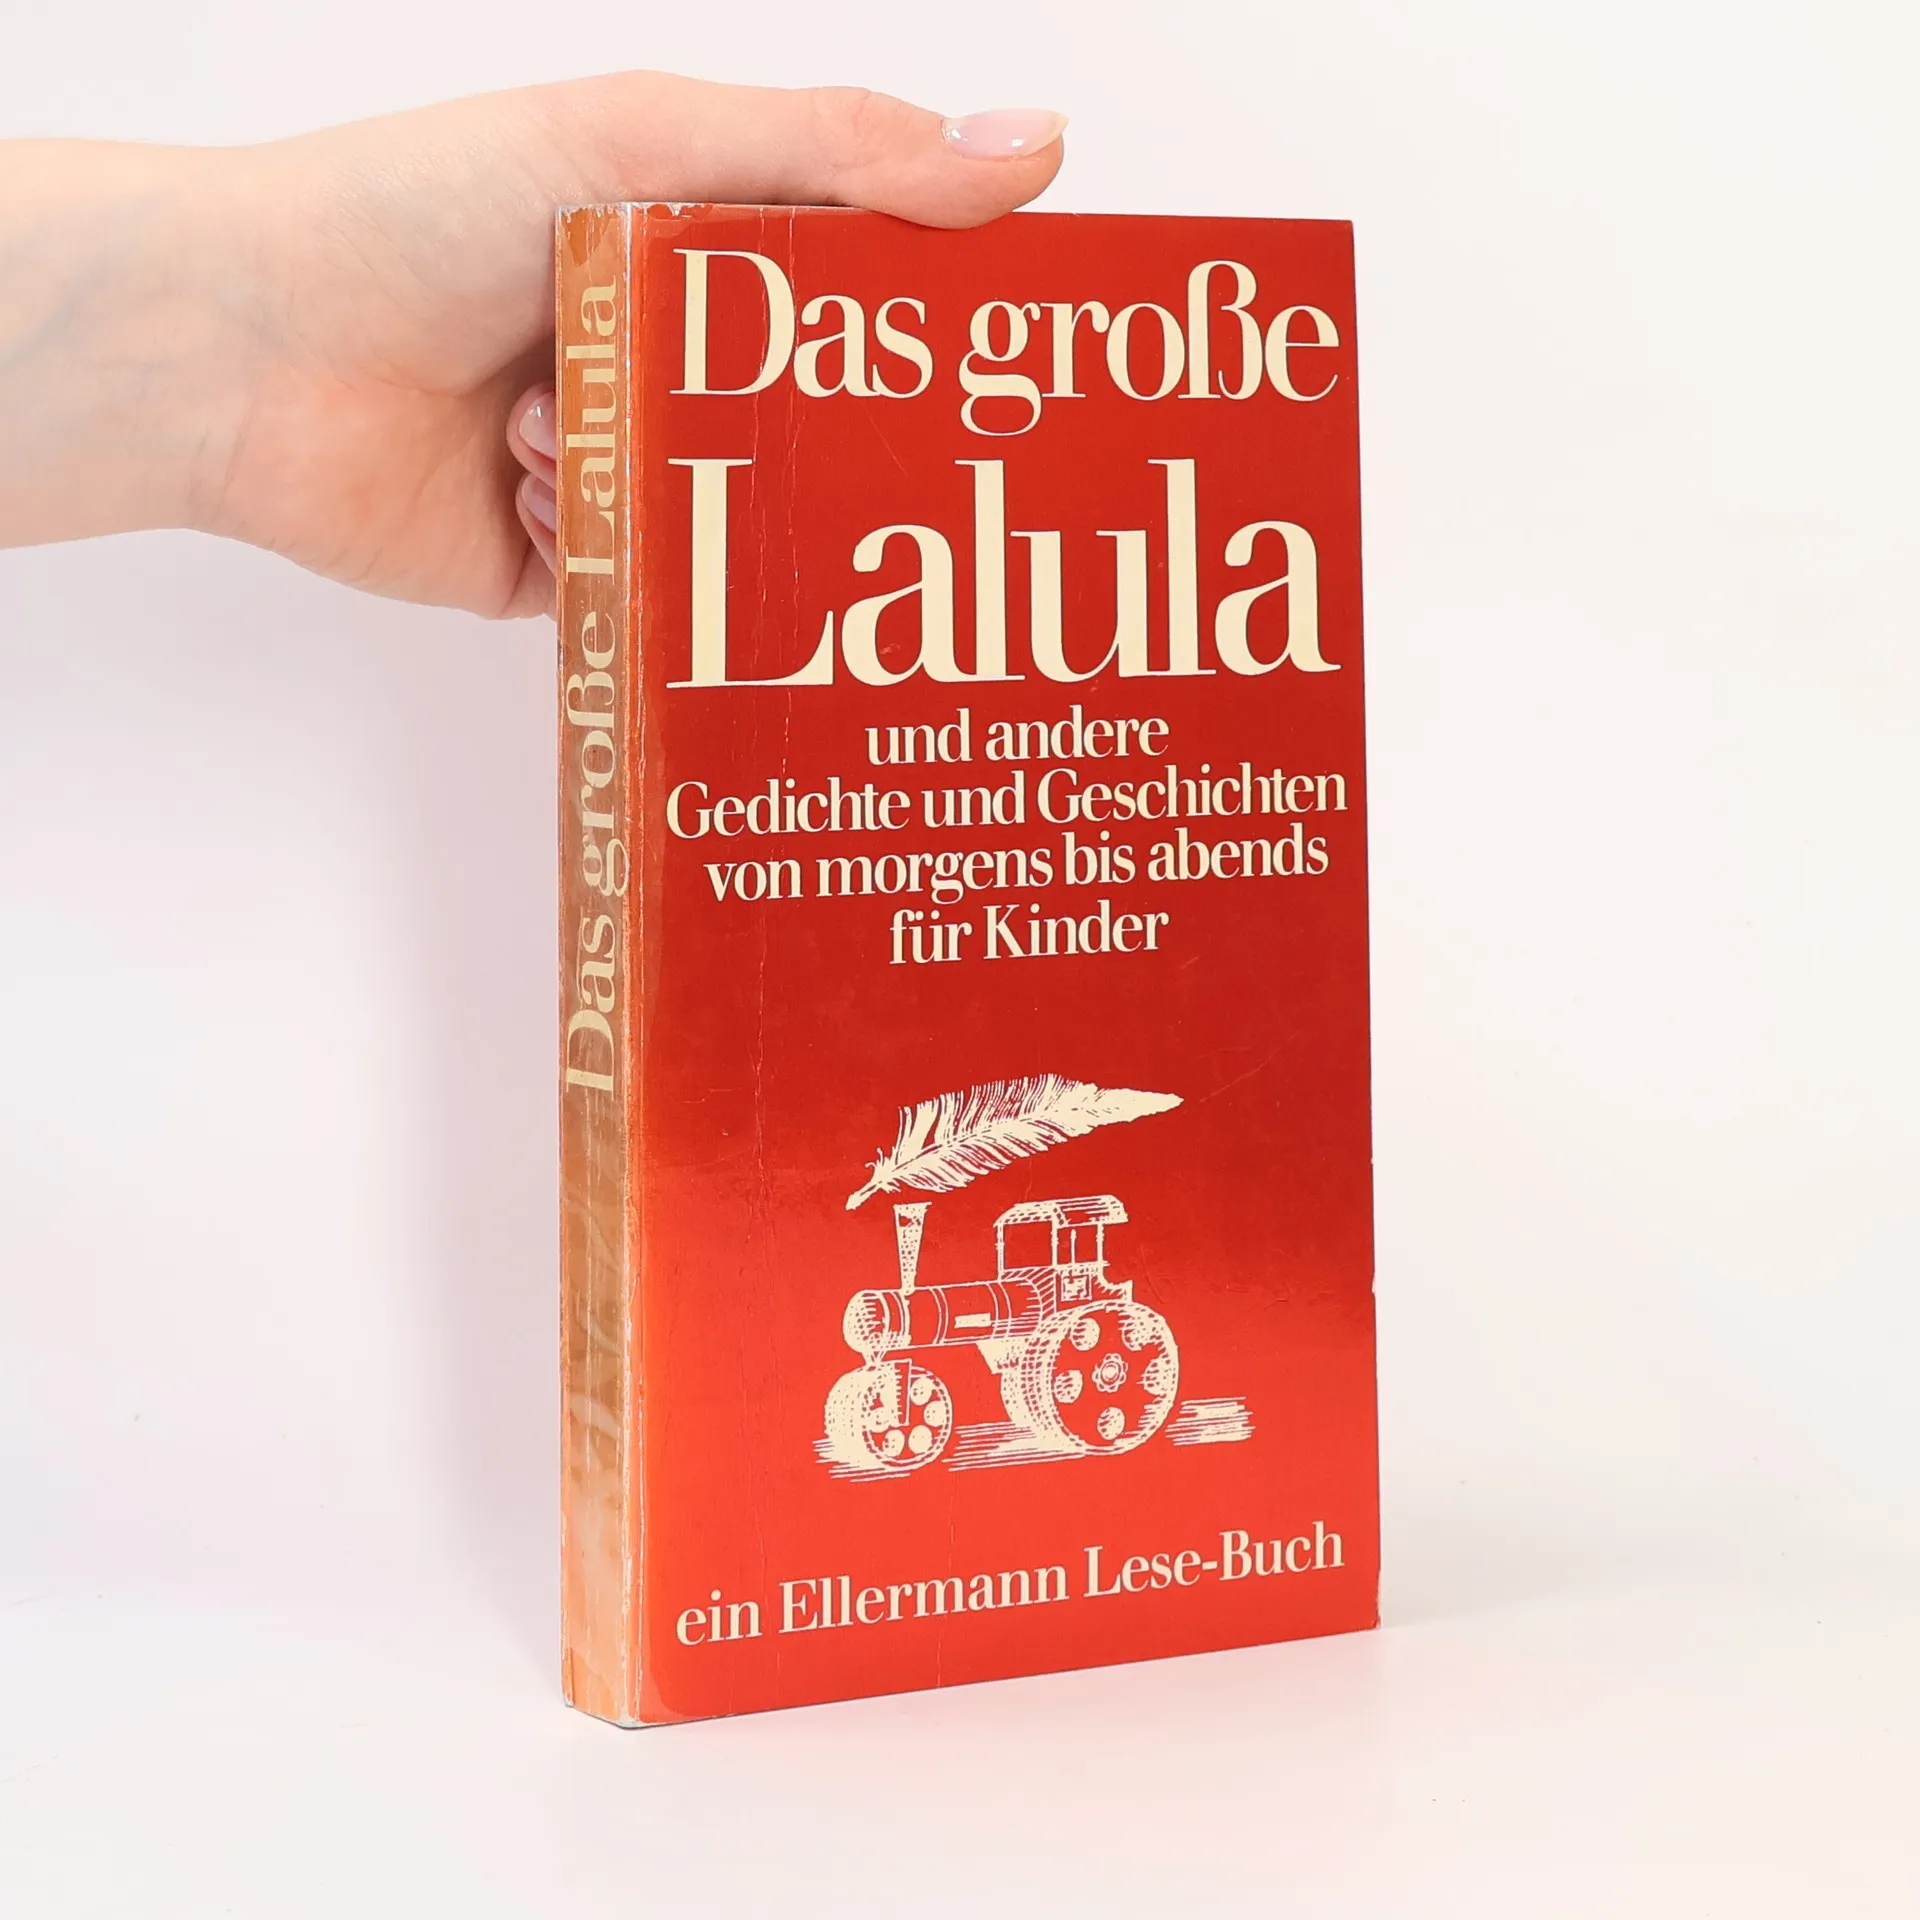 Das große Lalula
Das große
Lalula
und andere
Gedichte und Geschichten
von morgens bis abends
für Kinder
ein Ellermann Lese-Buch